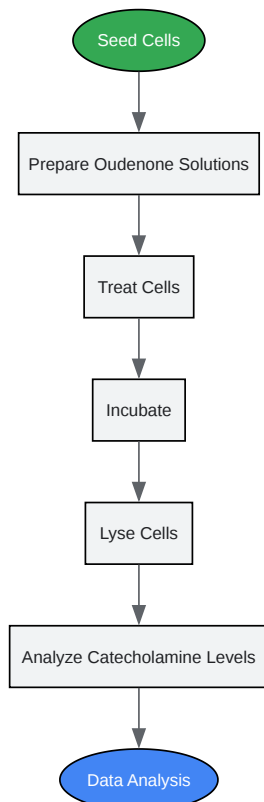 Seed Cells
Prepare Oudenone Solutions
Treat Cells
Incubate
Lyse Cells
Analyze Catecholamine Levels
Data Analysis